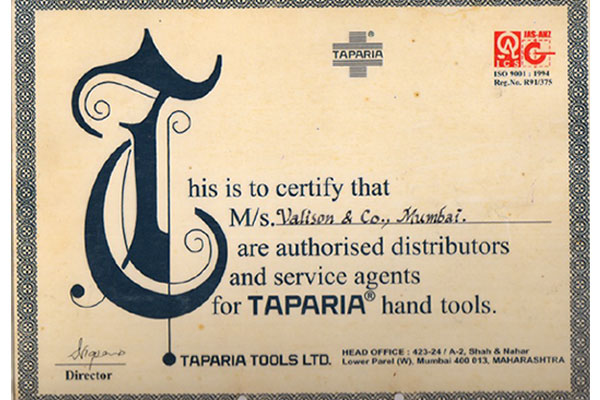 TAPARIA
QCS
JAS-ANZ
ISO 9001 : 1994
Reg.No. R91/375
This is to certify that
M/s. Valison & Co., Mumbai.
are authorised distributors
and service agents
for TAPARIA® hand tools.
Director
TAPARIA TOOLS LTD.
HEAD OFFICE : 423-24 / A-2, Shah & Nahar
Lower Parel (W), Mumbai 400 013, MAHARASHTRA